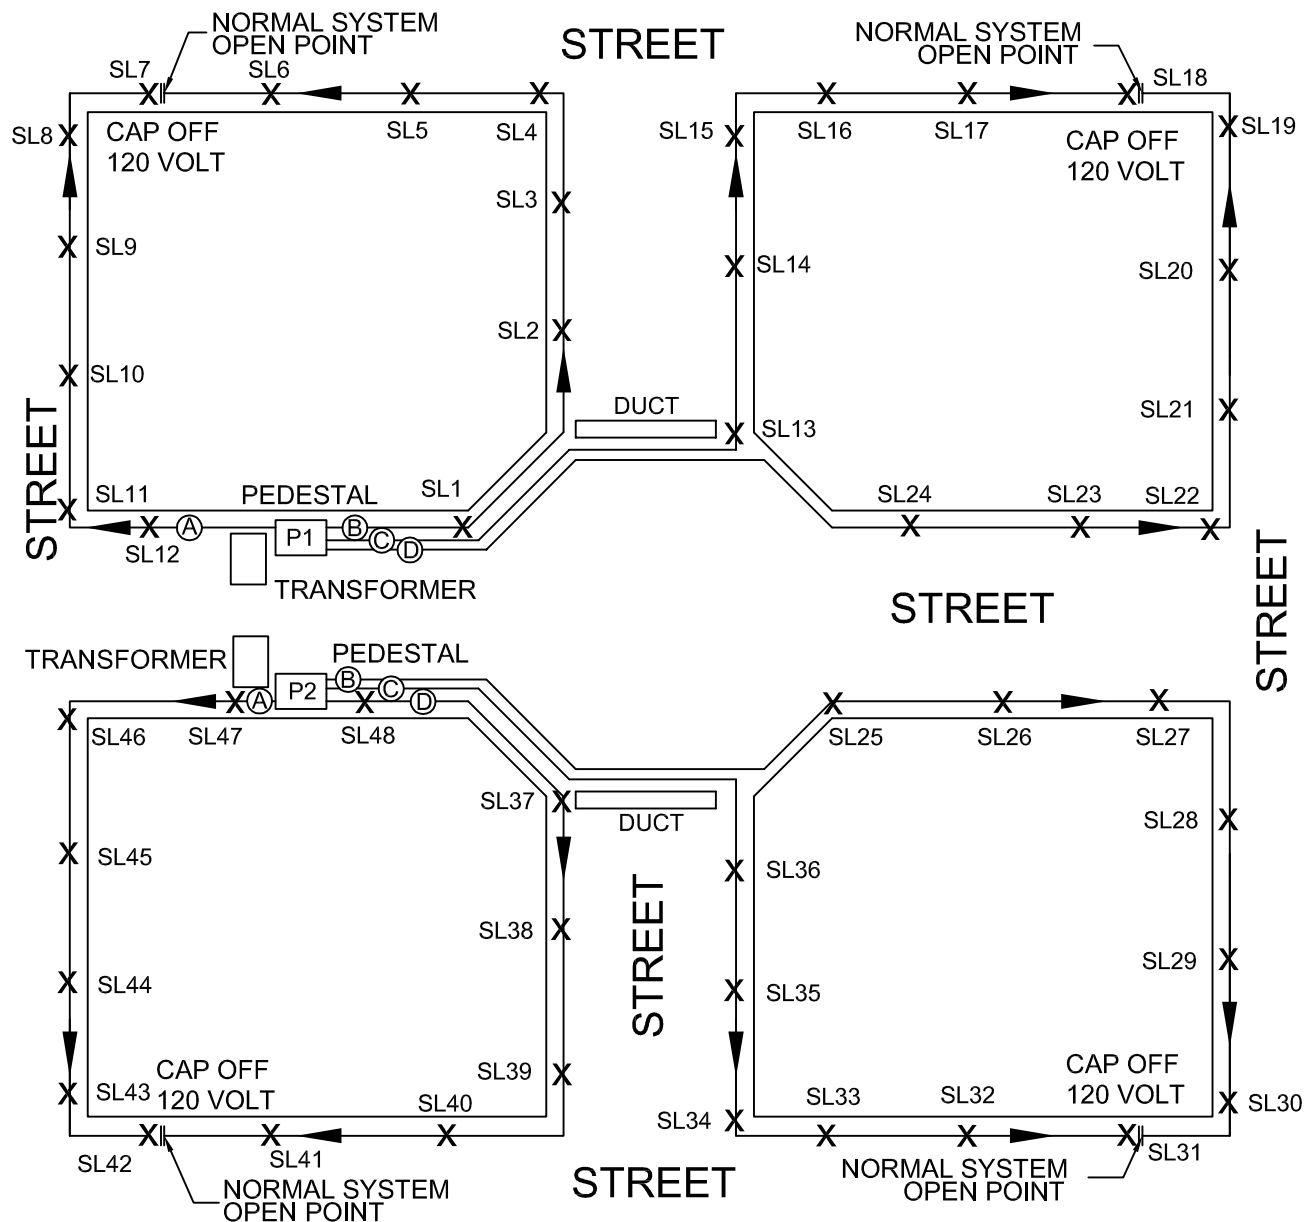 NORMAL SYSTEM
OPEN POINT
STREET
NORMAL SYSTEM
OPEN POINT
SL7
SL6
SL18
SL8
CAP OFF
120 VOLT
SL5
SL4
SL15
SL16
SL17
CAP OFF
120 VOLT
SL19
SL3
SL9
SL14
SL20
SL2
SL10
DUCT
SL21
SL13
STREET
SL11
PEDESTAL
SL1
SL24
SL23
SL22
SL12
A
P1
B
C
D
TRANSFORMER
STREET
STREET
TRANSFORMER
PEDESTAL
P2
A
B
C
D
SL46
SL47
SL48
SL25
SL26
SL27
SL37
DUCT
SL28
SL45
SL36
SL38
STREET
SL44
SL35
SL29
SL43
CAP OFF
120 VOLT
SL39
SL40
SL34
SL33
SL32
CAP OFF
120 VOLT
SL30
SL42
SL41
SL31
NORMAL SYSTEM
OPEN POINT
STREET
NORMAL SYSTEM
OPEN POINT